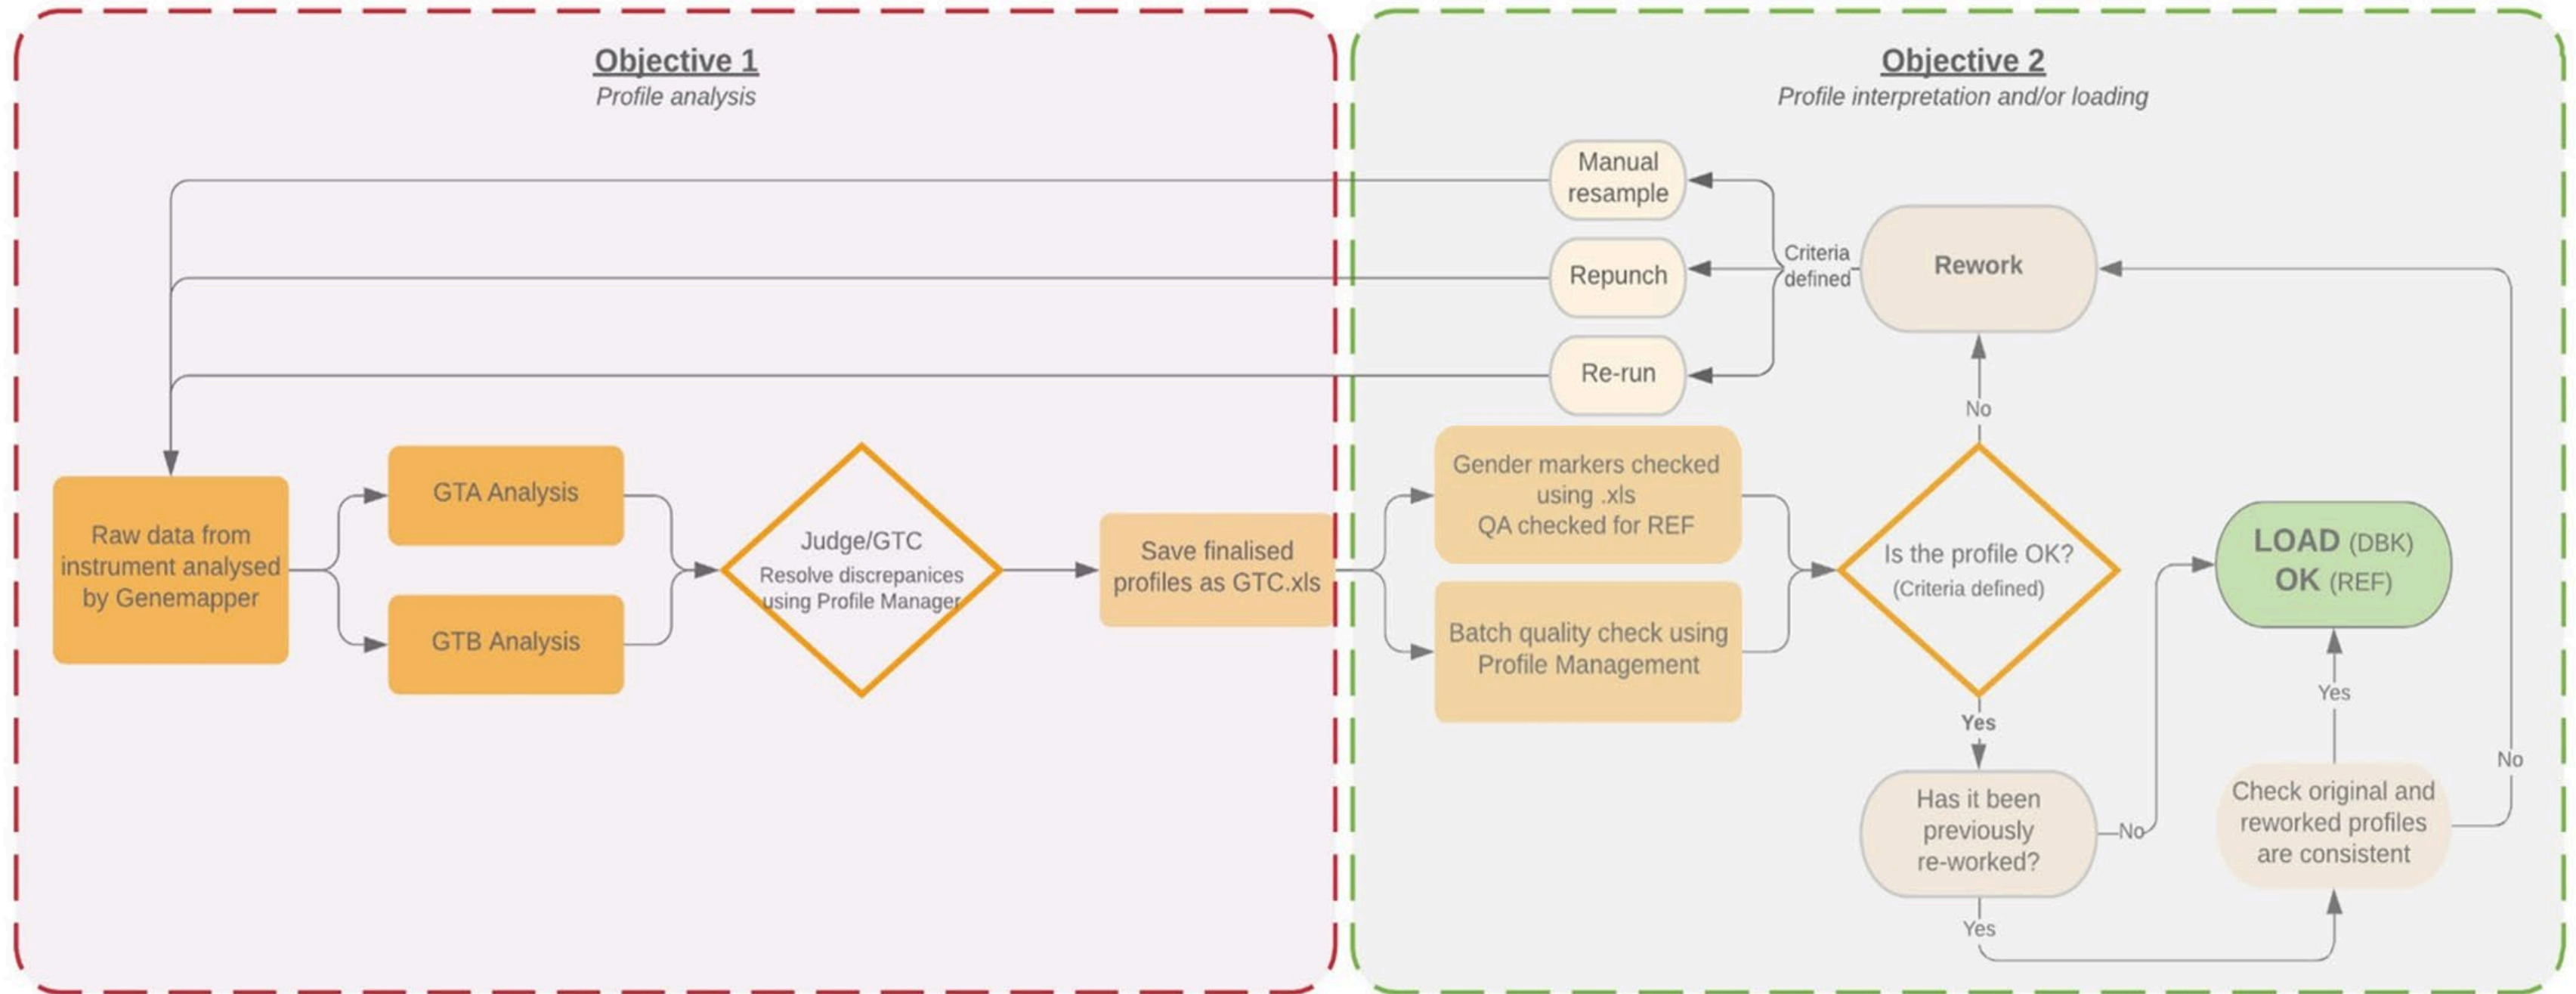 Objective 1
Profile analysis
Raw data from
instrument analysed
by Genemapper
GTA Analysis
GTB Analysis
Judge/GTC
Resolve discrepanices
using Profile Manager
Save finalised
profiles as GTC.xls
Objective 2
Profile interpretation and/or loading
Manual
resample
Repunch
Re-run
Criteria
defined
Rework
No
Gender markers checked
using .xls
QA checked for REF
Batch quality check using
Profile Management
Is the profile OK?
(Criteria defined)
Yes
Has it been
previously
re-worked?
No
Yes
LOAD (DBK)
OK (REF)
Yes
Check original and
reworked profiles
are consistent
No